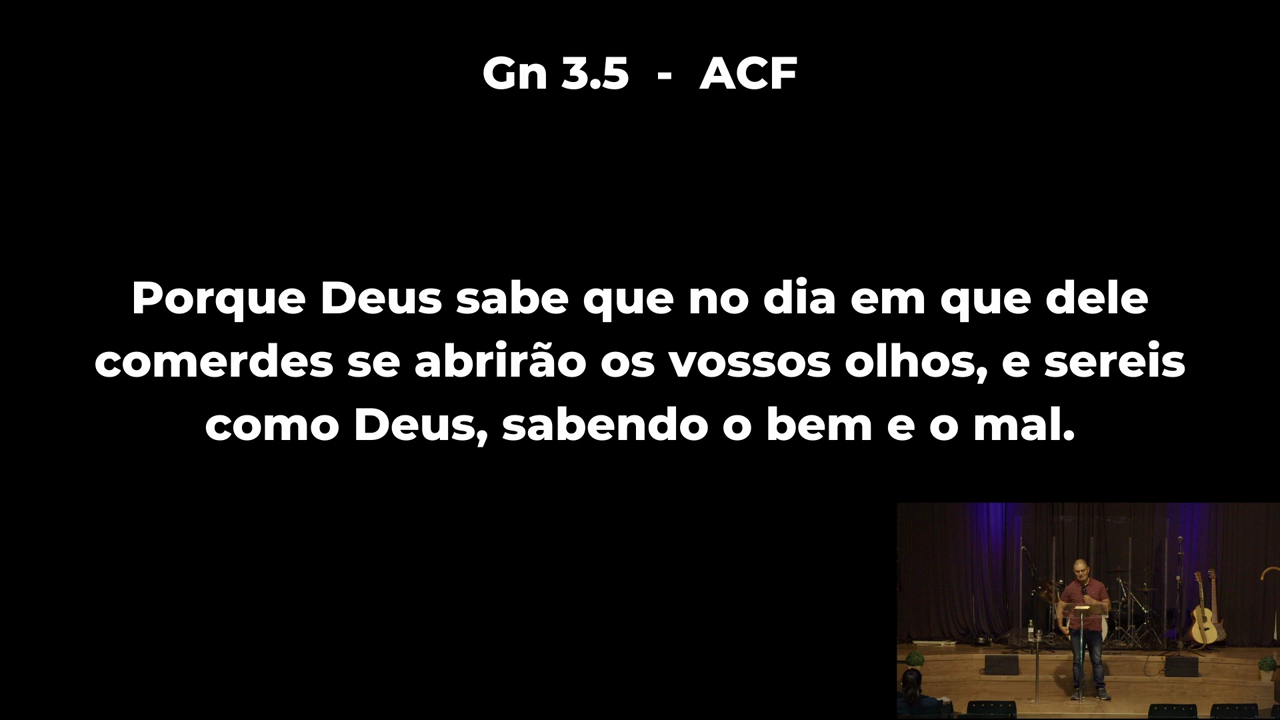 Gn 3.5 - ACF
Porque Deus sabe que no dia em que dele
comerdes se abrirão os vossos olhos, e sereis
como Deus, sabendo o bem e o mal.